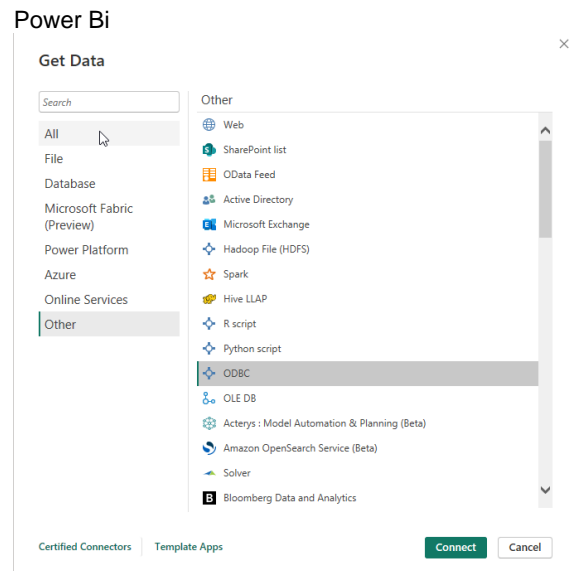 Power Bi
Get Data
Search
All
File
Database
Microsoft Fabric
(Preview)
Power Platform
Azure
Online Services
Other
Other
Web
SharePoint list
OData Feed
Active Directory
Microsoft Exchange
Hadoop File (HDFS)
Spark
Hive LLAP
R script
Python script
ODBC
OLE DB
Acterys : Model Automation & Planning (Beta)
Amazon OpenSearch Service (Beta)
Solver
Bloomberg Data and Analytics
Certified Connectors
Template Apps
Connect
Cancel